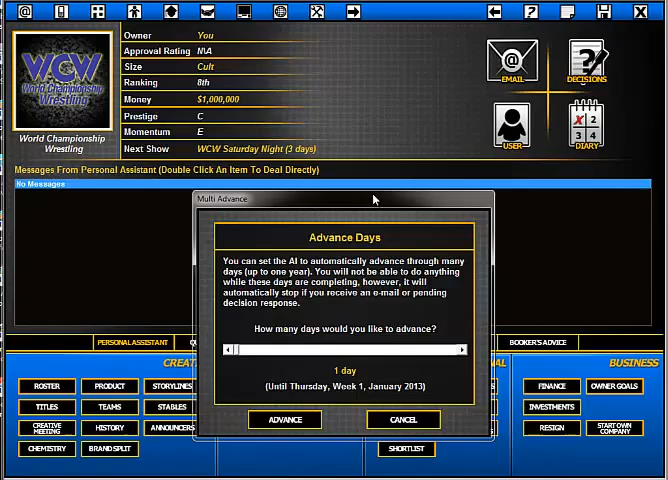 Owner You
Approval Rating N\A
Size Cult
Ranking 8th
Money $1,000,000
Prestige C
Momentum E
Next Show WCW Saturday Night (3 days)
WCW
World Championship
Wrestling
World Championship
Wrestling
EMAIL
DECISIONS
USER
DIARY
X 2
3 4
Messages From Personal Assistant (Double Click An Item To Deal Directly)
No Messages
Multi Advance
Advance Days
You can set the AI to automatically advance through many
days (up to one year). You will not be able to do anything
while these days are completing, however, it will
automatically stop if you receive an e-mail or pending
decision response.
How many days would you like to advance?
1 day
(Until Thursday, Week 1, January 2013)
ADVANCE CANCEL
PERSONAL ASSISTANT
BOOKER'S ADVICE
BUSINESS
ROSTER PRODUCT STORYLINES
TITLES TEAMS STABLES
CREATIVE
MEETING
HISTORY ANNOUNCERS
CHEMISTRY BRAND SPLIT
SHORTLIST
FINANCE OWNER GOALS
INVESTMENTS
RESIGN START OWN
COMPANY